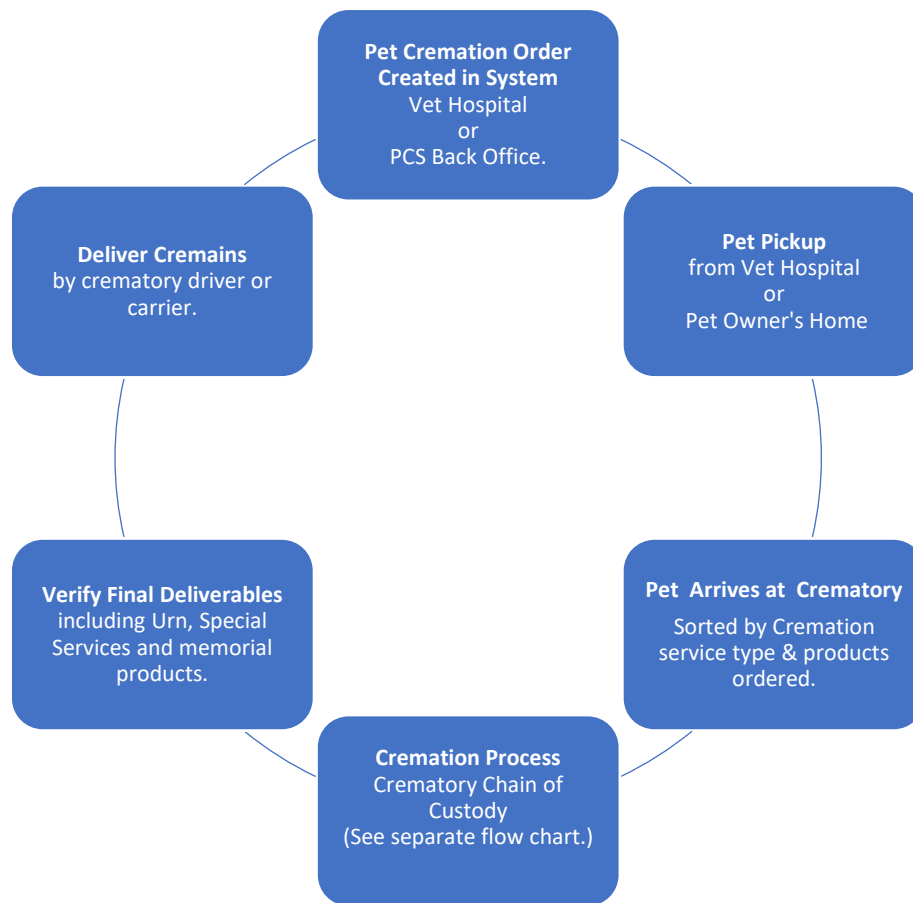 Pet Cremation Order
Created in System
Vet Hospital
or
PCS Back Office.
Pet Pickup
from Vet Hospital
or
Pet Owner's Home
Pet Arrives at Crematory
Sorted by Cremation
service type & products
ordered.
Cremation Process
Crematory Chain of
Custody
(See separate flow chart.)
Verify Final Deliverables
including Urn, Special
Services and memorial
products.
Deliver Cremains
by crematory driver or
carrier.